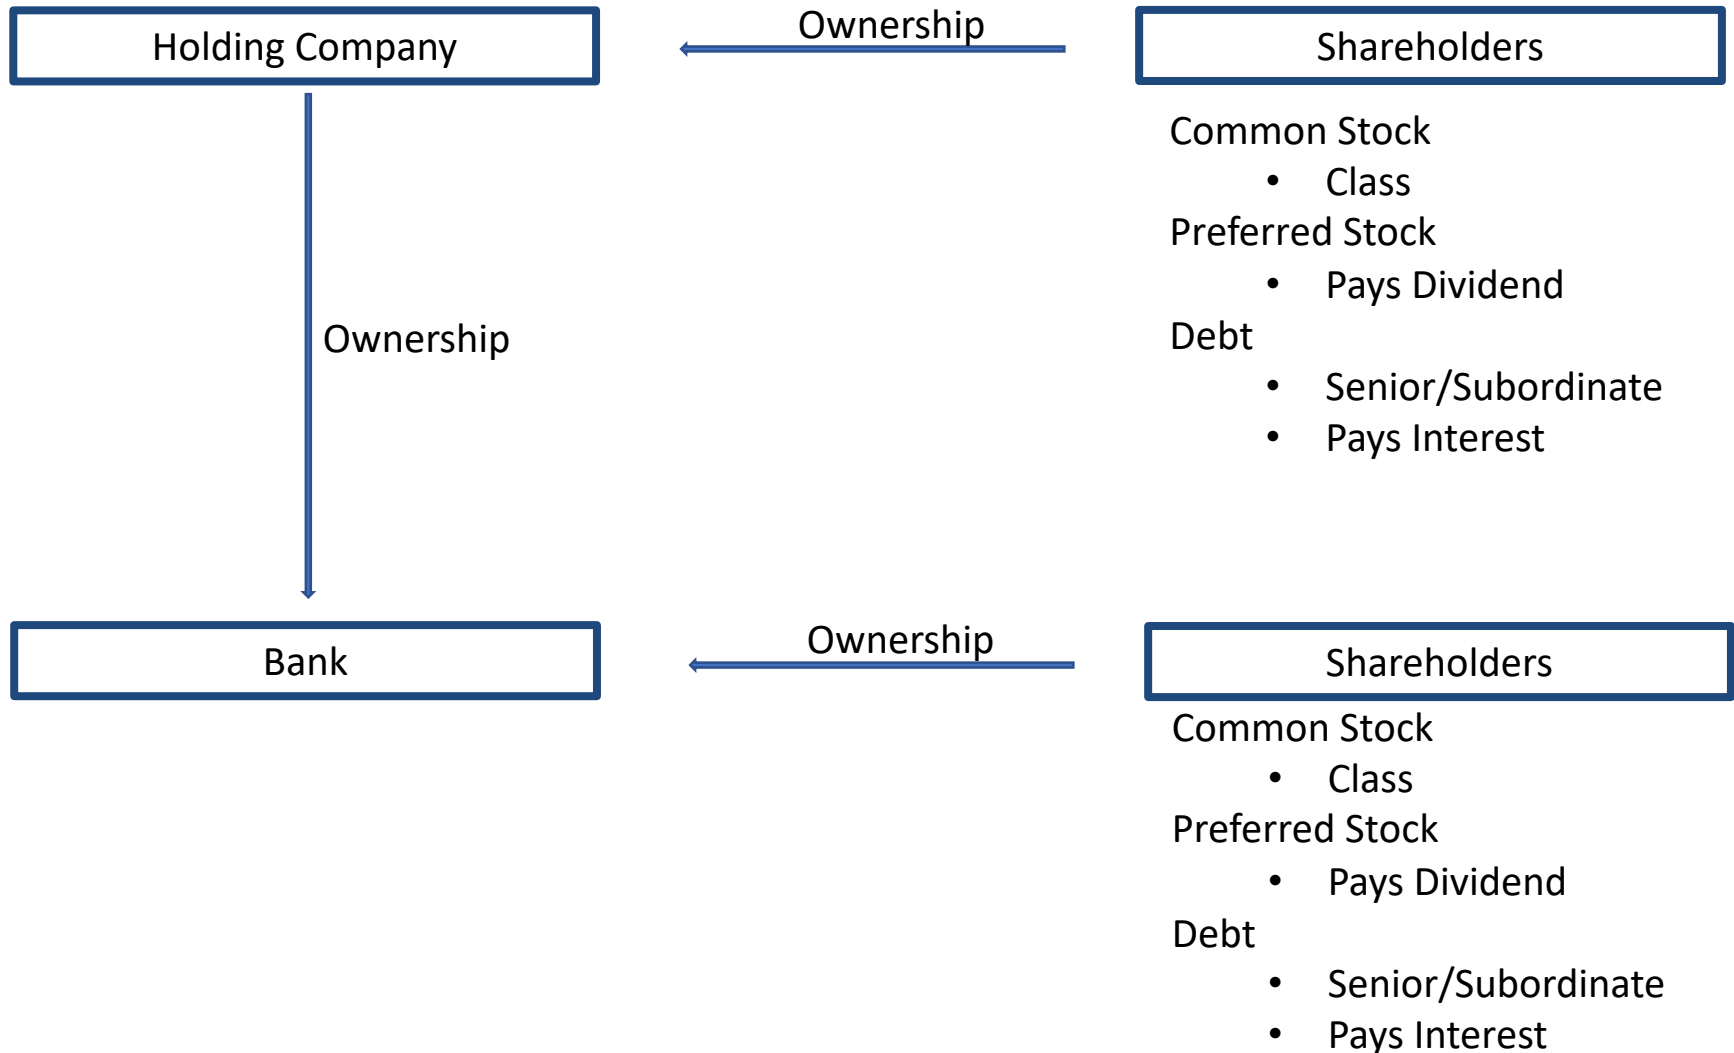 Holding Company
Ownership
Shareholders
Common Stock
• Class
Preferred Stock
• Pays Dividend
Debt
• Senior/Subordinate
• Pays Interest
Ownership
Bank
Ownership
Shareholders
Common Stock
• Class
Preferred Stock
• Pays Dividend
Debt
• Senior/Subordinate
• Pays Interest